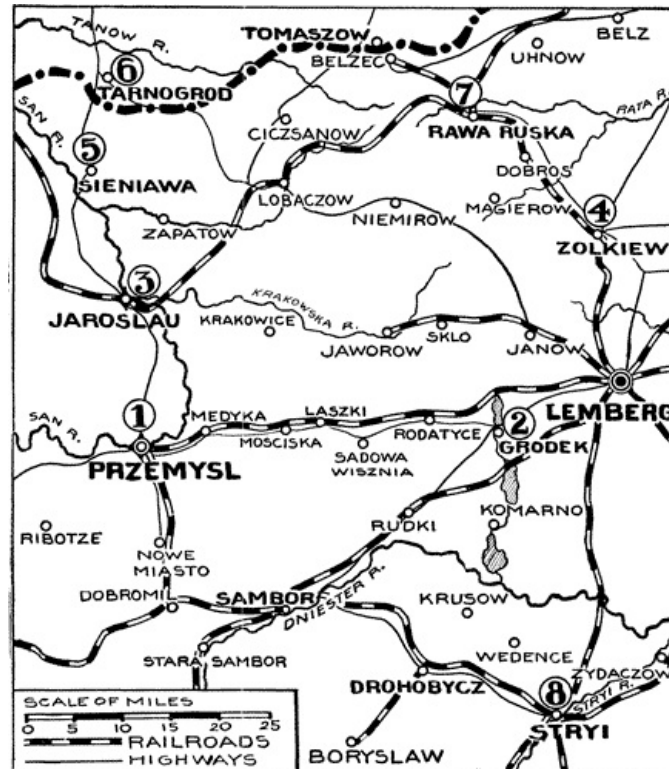 TANOW R.
TOMASZOW
BELZ
BELZEC
UHNOW
6
TARNOGROD
7
SAN R.
CICZSANOW
RAWA RUSKA
RATA R.
5
SIENIAWA
DOBROS
LOBACZOW
NIEMIROW
MAGIEROW
4
ZAPATOW
ZOLKIEW
3
JAROSLAU
KRAKOWICE
KRAKOWSKA R.
JAWOROW
SKLO
JANOW
LEMBERG
1
SAN R.
MEDYKA
LASZKI
2
PRZEMYSL
MOSCISKA
SADOWA
WISZNIA
RODATYCE
GRODEK
RUDKI
KOMARNO
RIBOTZE
NOWE
MIASTO
DOBROMIL
SAMBOR
DNIESTER R.
KRUSOW
STARA SAMBOR
WEDENCE
ZYDACZOW
DROHOBYCZ
8
STRYI R.
STRYI
BORYSLAW
SCALE OF MILES
0 5 10 15 20 25
RAILROADS
HIGHWAYS